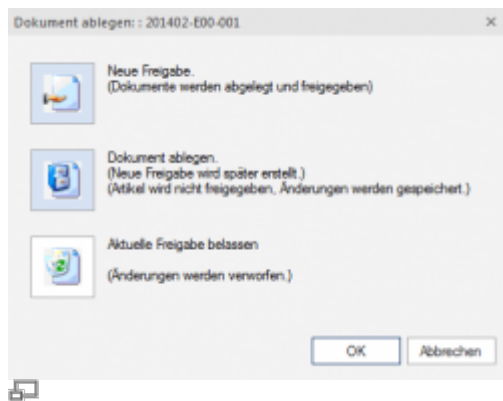 Dokument ablegen: : 201402-E00-001
Neue Freigabe.
(Dokumente werden abgelegt und freigegeben)
Dokument ablegen.
(Neue Freigabe wird später erstellt.)
(Artikel wird nicht freigegeben, Änderungen werden gespeichert.)
Aktuelle Freigabe belassen
(Änderungen werden verworfen.)
OK Abbrechen